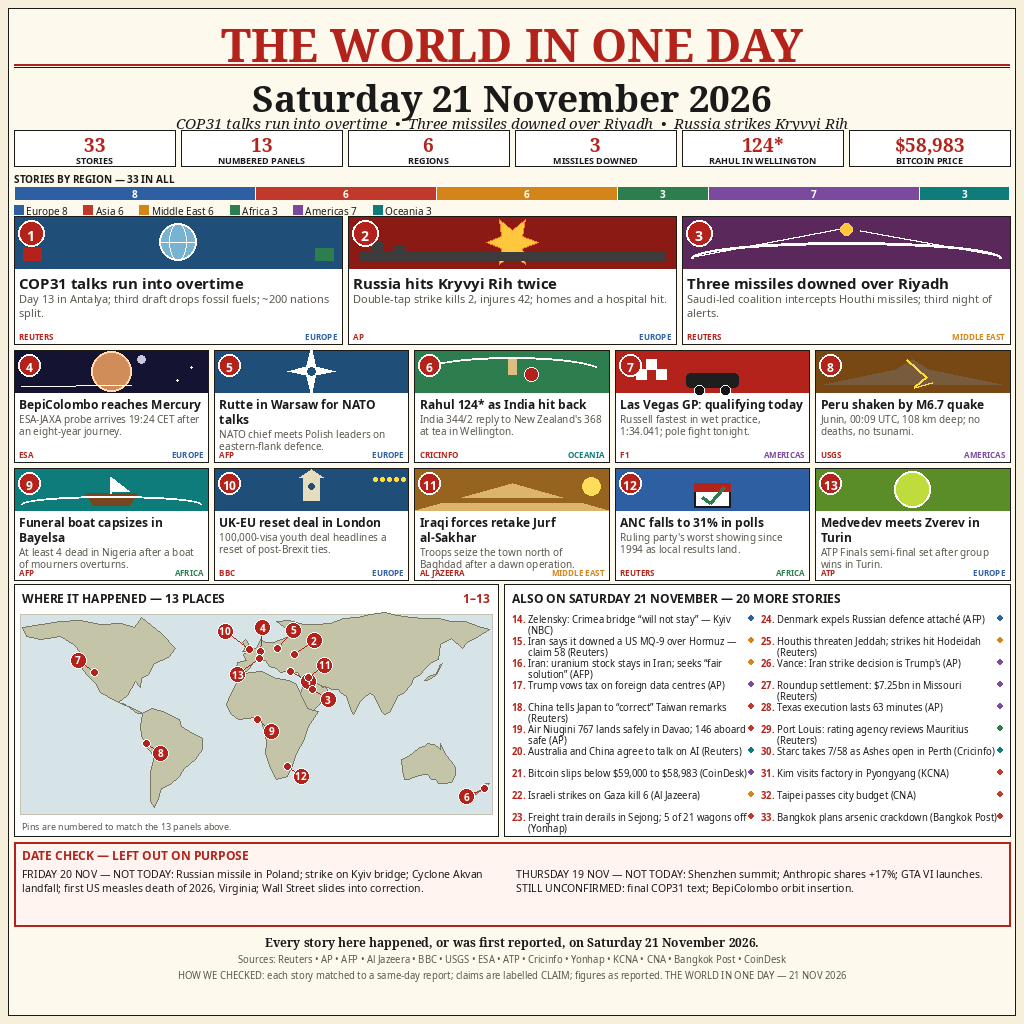 THE WORLD IN ONE DAY
Saturday 21 November 2026
COP31 talks run into overtime • Three missiles downed over Riyadh • Russia strikes Kryvyi Rih
33
STORIES
13
NUMBERED PANELS
6
REGIONS
3
MISSILES DOWNED
124*
RAHUL IN WELLINGTON
$58,983
BITCOIN PRICE
STORIES BY REGION — 33 IN ALL
8 6 6 3 7 3
Europe 8 Asia 6 Middle East 6 Africa 3 Americas 7 Oceania 3
1
COP31 talks run into overtime
Day 13 in Antalya; third draft drops fossil fuels; ~200 nations
split.
REUTERS EUROPE
2
Russia hits Kryvyi Rih twice
Double-tap strike kills 2, injures 42; homes and a hospital hit.
AP EUROPE
3
Three missiles downed over Riyadh
Saudi-led coalition intercepts Houthi missiles; third night of
alerts.
REUTERS MIDDLE EAST
4
BepiColombo reaches Mercury
ESA-JAXA probe arrives 19:24 CET after
an eight-year journey.
ESA EUROPE
5
Rutte in Warsaw for NATO
talks
NATO chief meets Polish leaders on
eastern-flank defence.
AFP EUROPE
6
Rahul 124* as India hit back
India 344/2 reply to New Zealand's 368
at tea in Wellington.
CRICINFO OCEANIA
7
Las Vegas GP: qualifying today
Russell fastest in wet practice,
1:34.041; pole fight tonight.
F1 AMERICAS
8
Peru shaken by M6.7 quake
Junin, 00:09 UTC, 108 km deep; no
deaths, no tsunami.
USGS AMERICAS
9
Funeral boat capsizes in
Bayelsa
At least 4 dead in Nigeria after a boat
of mourners overturns.
AFP AFRICA
10
UK-EU reset deal in London
100,000-visa youth deal headlines a
reset of post-Brexit ties.
BBC EUROPE
11
Iraqi forces retake Jurf
al-Sakhar
Troops seize the town north of
Baghdad after a dawn operation.
AL JAZEERA MIDDLE EAST
12
ANC falls to 31% in polls
Ruling party's worst showing since
1994 as local results land.
REUTERS AFRICA
13
Medvedev meets Zverev in
Turin
ATP Finals semi-final set after group
wins in Turin.
ATP EUROPE
WHERE IT HAPPENED — 13 PLACES 1–13
10 4 5 2 7 13 11 3 9 8 12 6
Pins are numbered to match the 13 panels above.
ALSO ON SATURDAY 21 NOVEMBER — 20 MORE STORIES
14. Zelensky: Crimea bridge “will not stay” — Kyiv
(NBC)
15. Iran says it downed a US MQ-9 over Hormuz —
claim 58 (Reuters)
16. Iran: uranium stock stays in Iran; seeks “fair
solution” (AFP)
17. Trump vows tax on foreign data centres (AP)
18. China tells Japan to “correct” Taiwan remarks
(Reuters)
19. Air Niugini 767 lands safely in Davao; 146 aboard
safe (AP)
20. Australia and China agree to talk on AI (Reuters)
21. Bitcoin slips below $59,000 to $58,983 (CoinDesk)
22. Israeli strikes on Gaza kill 6 (Al Jazeera)
23. Freight train derails in Sejong; 5 of 21 wagons off
(Yonhap)
24. Denmark expels Russian defence attaché (AFP)
25. Houthis threaten Jeddah; strikes hit Hodeidah
(Reuters)
26. Vance: Iran strike decision is Trump's (AP)
27. Roundup settlement: $7.25bn in Missouri
(Reuters)
28. Texas execution lasts 63 minutes (AP)
29. Port Louis: rating agency reviews Mauritius
(Reuters)
30. Starc takes 7/58 as Ashes open in Perth (Cricinfo)
31. Kim visits factory in Pyongyang (KCNA)
32. Taipei passes city budget (CNA)
33. Bangkok plans arsenic crackdown (Bangkok Post)
DATE CHECK — LEFT OUT ON PURPOSE
FRIDAY 20 NOV — NOT TODAY: Russian missile in Poland; strike on Kyiv bridge; Cyclone Akvan
landfall; first US measles death of 2026, Virginia; Wall Street slides into correction.
THURSDAY 19 NOV — NOT TODAY: Shenzhen summit; Anthropic shares +17%; GTA VI launches.
STILL UNCONFIRMED: final COP31 text; BepiColombo orbit insertion.
Every story here happened, or was first reported, on Saturday 21 November 2026.
Sources: Reuters • AP • AFP • Al Jazeera • BBC • USGS • ESA • ATP • Cricinfo • Yonhap • KCNA • CNA • Bangkok Post • CoinDesk
HOW WE CHECKED: each story matched to a same-day report; claims are labelled CLAIM; figures as reported. THE WORLD IN ONE DAY — 21 NOV 2026